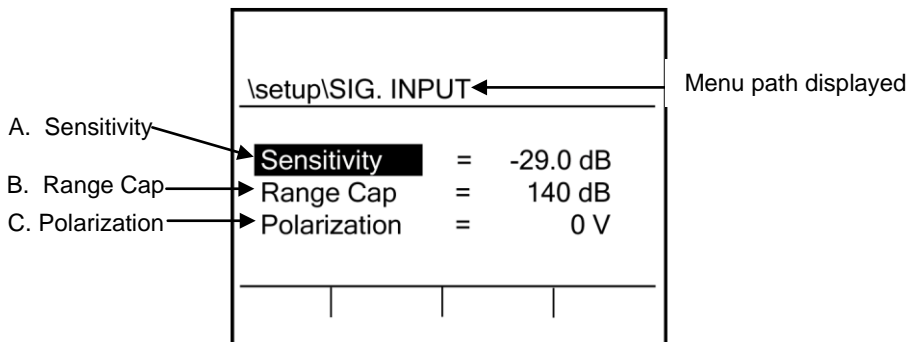 \setup\SIG. INPUT
Menu path displayed
A. Sensitivity
Sensitivity = -29.0 dB
B. Range Cap
Range Cap = 140 dB
C. Polarization
Polarization = 0 V